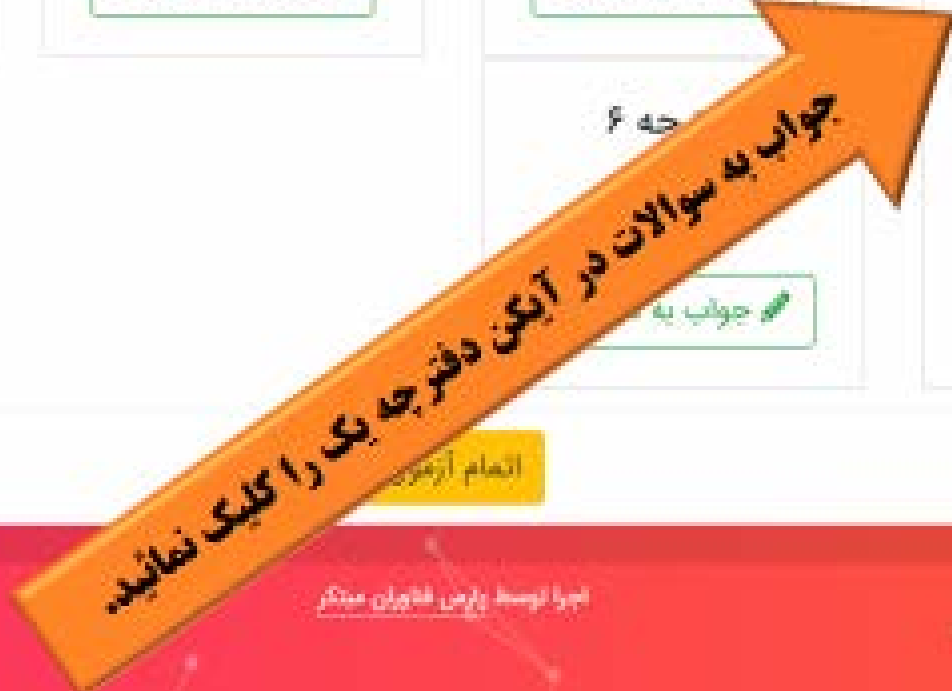 جه ۶
جواب به سوالات در آیکن دفترچه یک را کلیک نمائید.
جواب به
اتمام آزمون
اجرا توسط پارس فناوران مبتکر